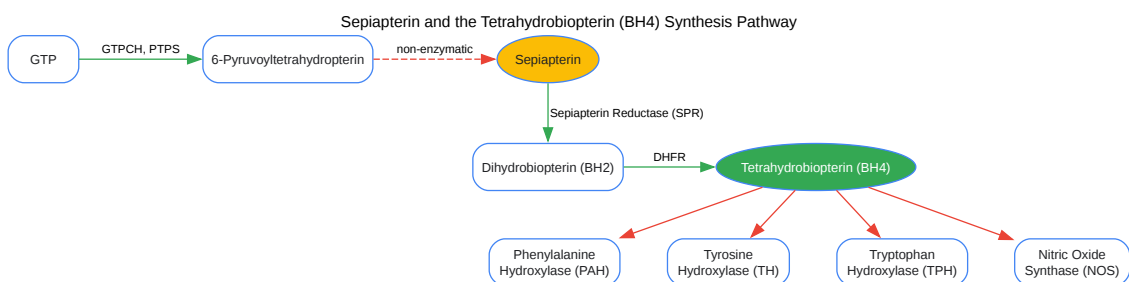 Sepiapterin and the Tetrahydrobiopterin (BH4) Synthesis Pathway
GTP
GTPCH, PTPS
6-Pyruvoyltetrahydropterin
non-enzymatic
Sepiapterin
Sepiapterin Reductase (SPR)
Dihydrobiopterin (BH2)
DHFR
Tetrahydrobiopterin (BH4)
Phenylalanine
Hydroxylase (PAH)
Tyrosine
Hydroxylase (TH)
Tryptophan
Hydroxylase (TPH)
Nitric Oxide
Synthase (NOS)